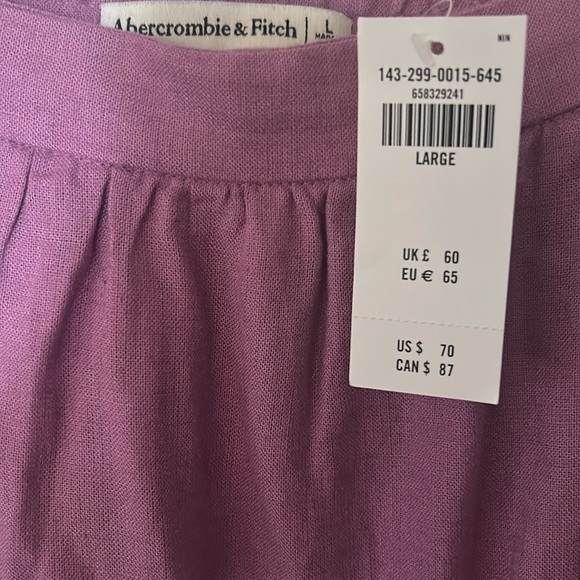 Abercrombie & Fitch
L
143-299-0015-645
658329241
LARGE
UK £ 60
EU € 65
US $ 70
CAN $ 87